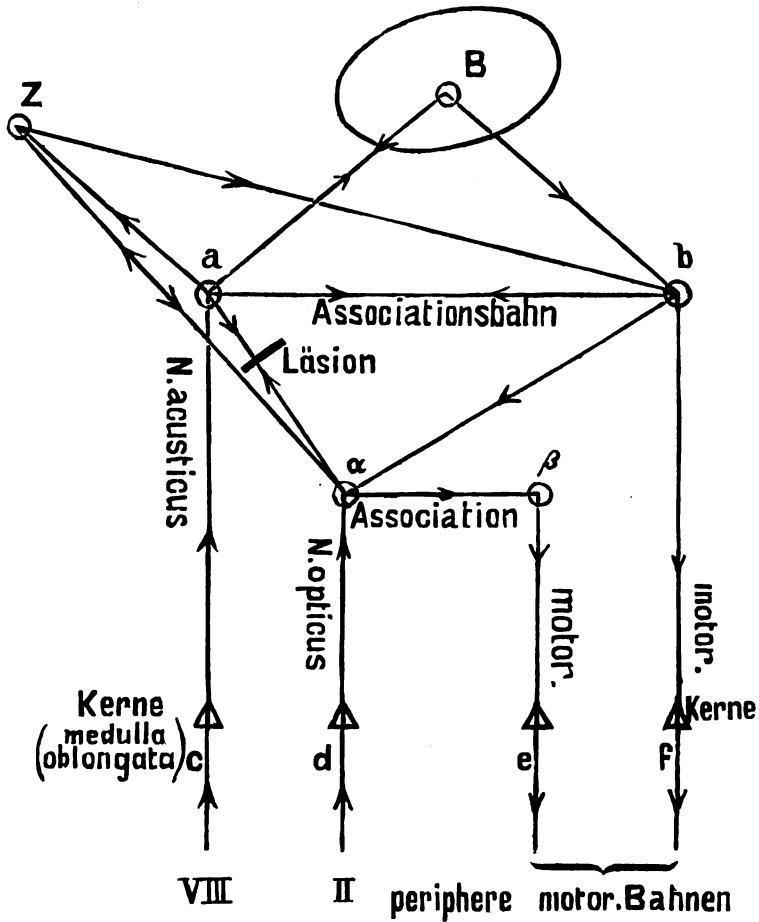 B
Z
a
b
Associationsbahn
Läsion
N.acusticus
α
β
Association
N.opticus
motor.
motor.
Kerne
(medulla
oblongata)
c
d
e
f
Kerne
VIII
II
periphere motor.Bahnen